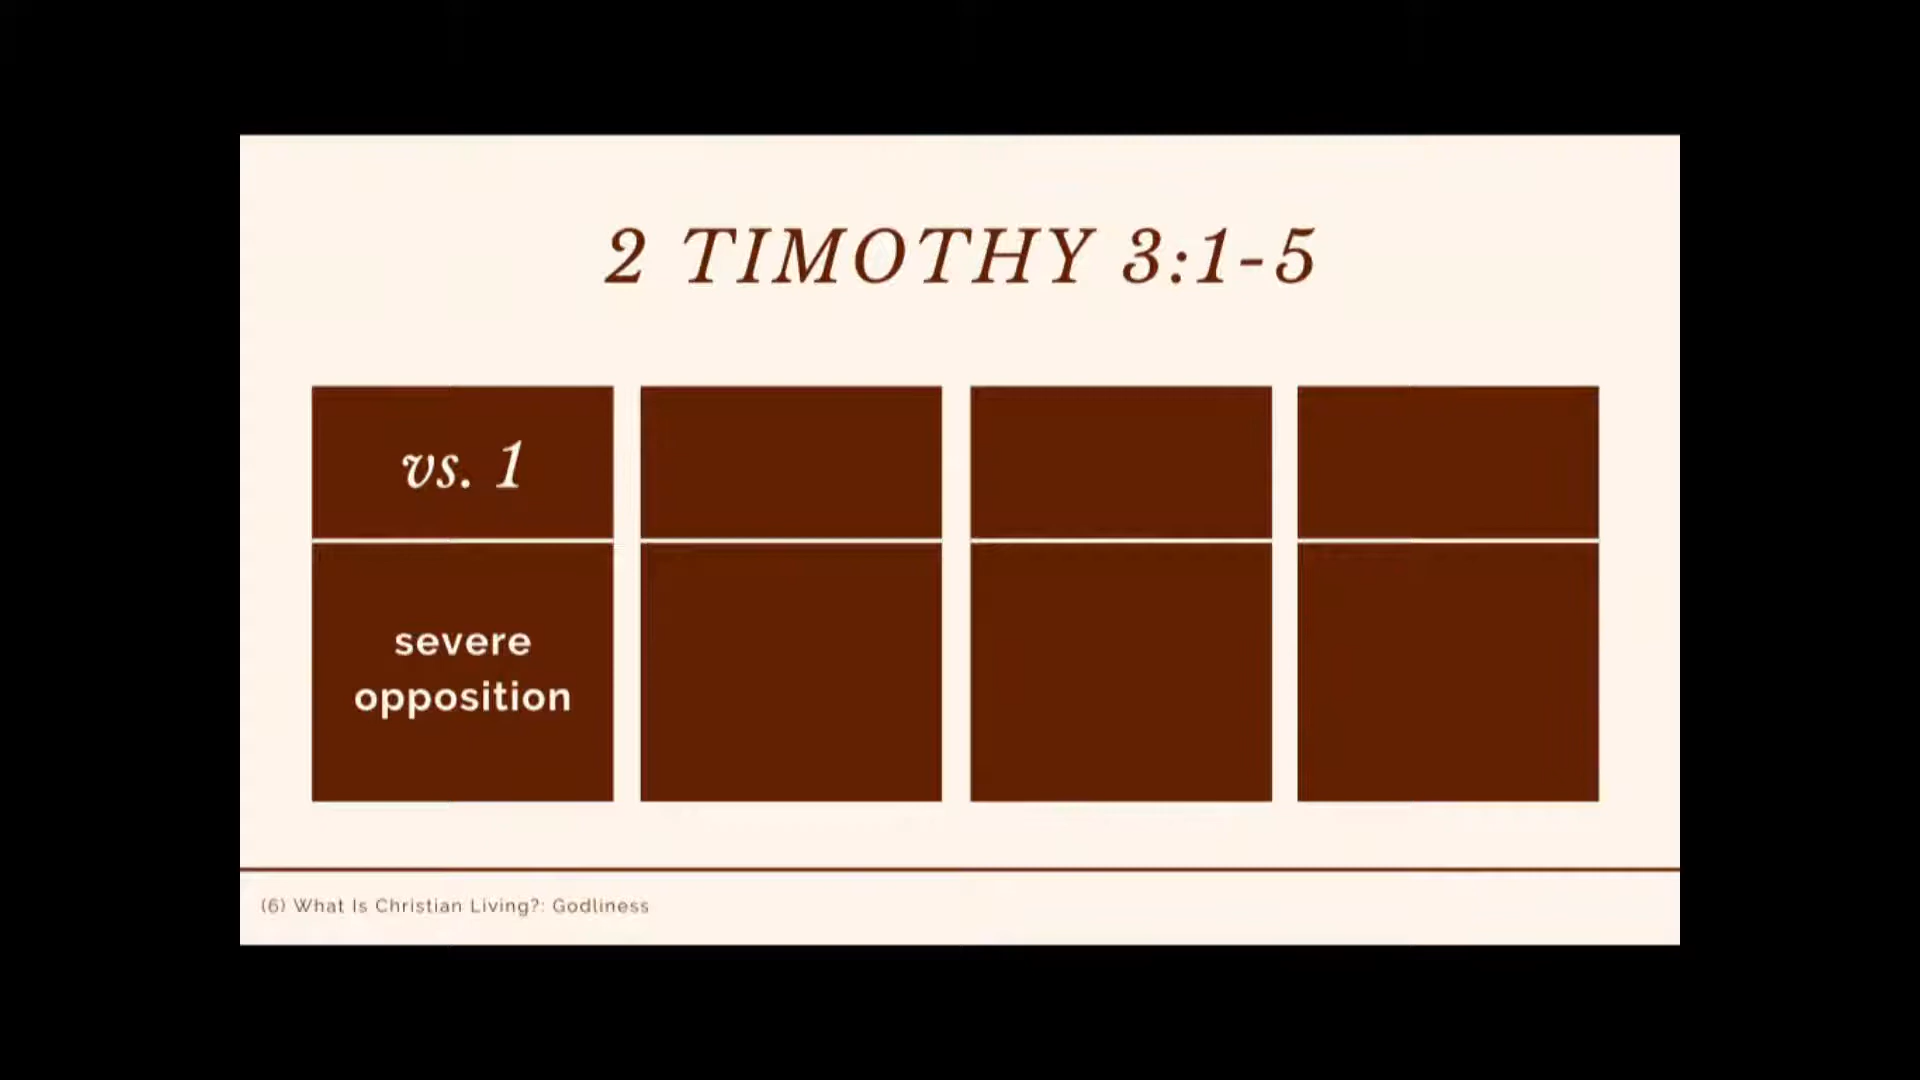 2 TIMOTHY 3:1-5
vs. 1
severe
opposition
(6) What Is Christian Living?: Godliness